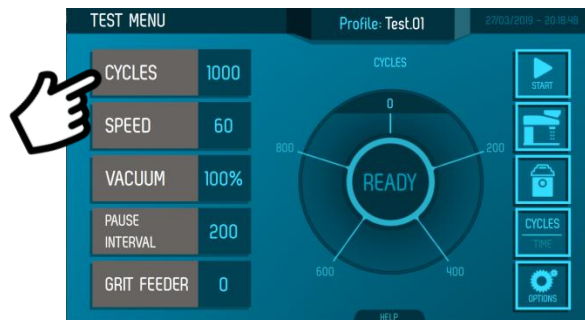 TEST MENU
Profile: Test.01
27/03/2019 - 20:18:48
CYCLES 1000
SPEED 60
VACUUM 100%
PAUSE
INTERVAL 200
GRIT FEEDER 0
CYCLES
0
200
400
600
800
READY
START
CYCLES
TIME
OPTIONS
HELP